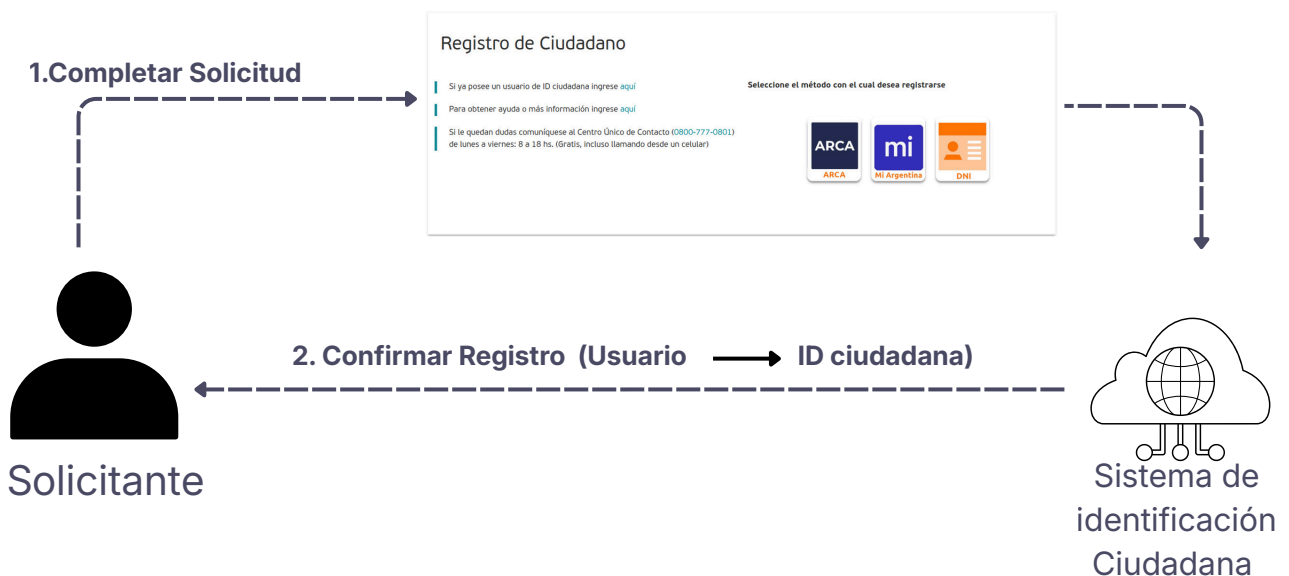 1.Completar Solicitud
Registro de Ciudadano
Si ya posee un usuario de ID ciudadana ingrese aquí
Para obtener ayuda o más información ingrese aquí
Si le quedan dudas comuníquese al Centro Único de Contacto (0800-777-0801)
de lunes a viernes: 8 a 18 hs. (Gratis, incluso llamando desde un celular)
Seleccione el método con el cual desea registrarse
ARCA
ARCA
mi
Mi Argentina
DNI
2. Confirmar Registro (Usuario ⟶ ID ciudadana)
Solicitante
Sistema de
identificación
Ciudadana